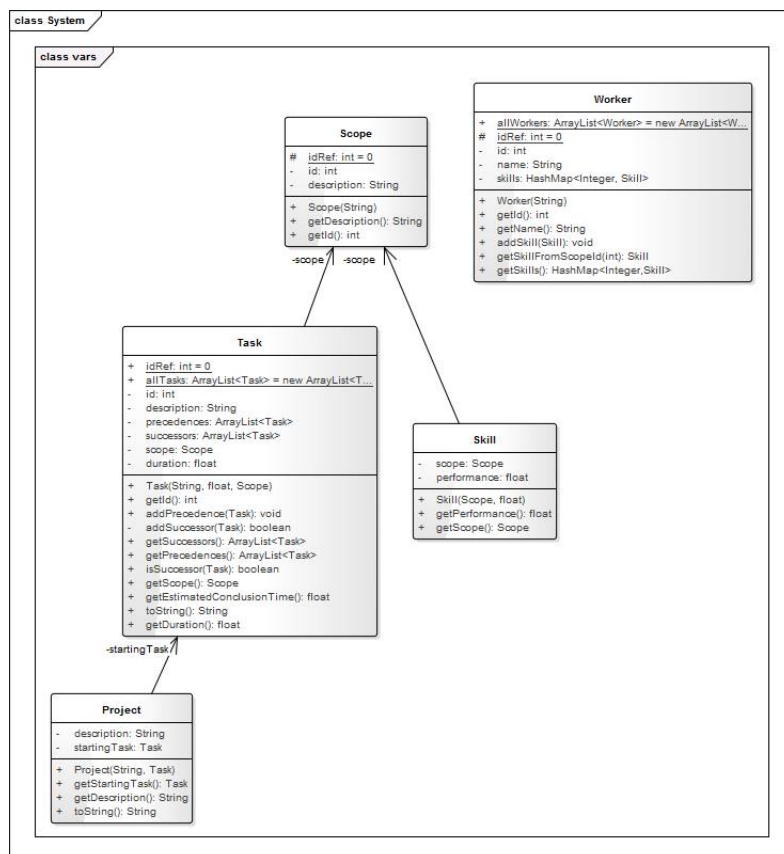 class System
class vars
Scope
# idRef: int = 0
- id: int
- description: String
+ Scope(String)
+ getDescription(): String
+ getId(): int
Worker
+ allWorkers: ArrayList<Worker> = new ArrayList<W...
# idRef: int = 0
- id: int
- name: String
- skills: HashMap<Integer, Skill>
+ Worker(String)
+ getId(): int
+ getName(): String
+ addSkill(Skill): void
+ getSkillFromScopeId(int): Skill
+ getSkills(): HashMap<Integer,Skill>
-scope
-scope
Task
+ idRef: int = 0
+ allTasks: ArrayList<Task> = new ArrayList<T...
- id: int
- description: String
- precedences: ArrayList<Task>
- successors: ArrayList<Task>
- scope: Scope
- duration: float
+ Task(String, float, Scope)
+ getId(): int
+ addPrecedence(Task): void
- addSuccessor(Task): boolean
+ getSuccessors(): ArrayList<Task>
+ getPrecedences(): ArrayList<Task>
+ isSuccessor(Task): boolean
+ getScope(): Scope
+ getEstimatedConclusionTime(): float
+ toString(): String
+ getDuration(): float
Skill
- scope: Scope
- performance: float
+ Skill(Scope, float)
+ getPerformance(): float
+ getScope(): Scope
-startingTask
Project
- description: String
- startingTask: Task
+ Project(String, Task)
+ getStartingTask(): Task
+ getDescription(): String
+ toString(): String